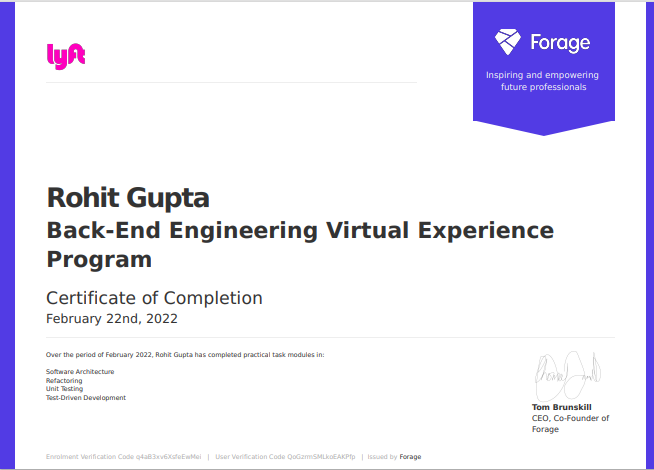 lyft
Forage
Inspiring and empowering
future professionals
Rohit Gupta
Back-End Engineering Virtual Experience
Program
Certificate of Completion
February 22nd, 2022
Over the period of February 2022, Rohit Gupta has completed practical task modules in:
Software Architecture
Refactoring
Unit Testing
Test-Driven Development
Tom Brunskill
CEO, Co-Founder of
Forage
Enrolment Verification Code q4aB3xv6XsfeEwMei | User Verification Code QoGzrmSMLkoEAKPfp | Issued by Forage